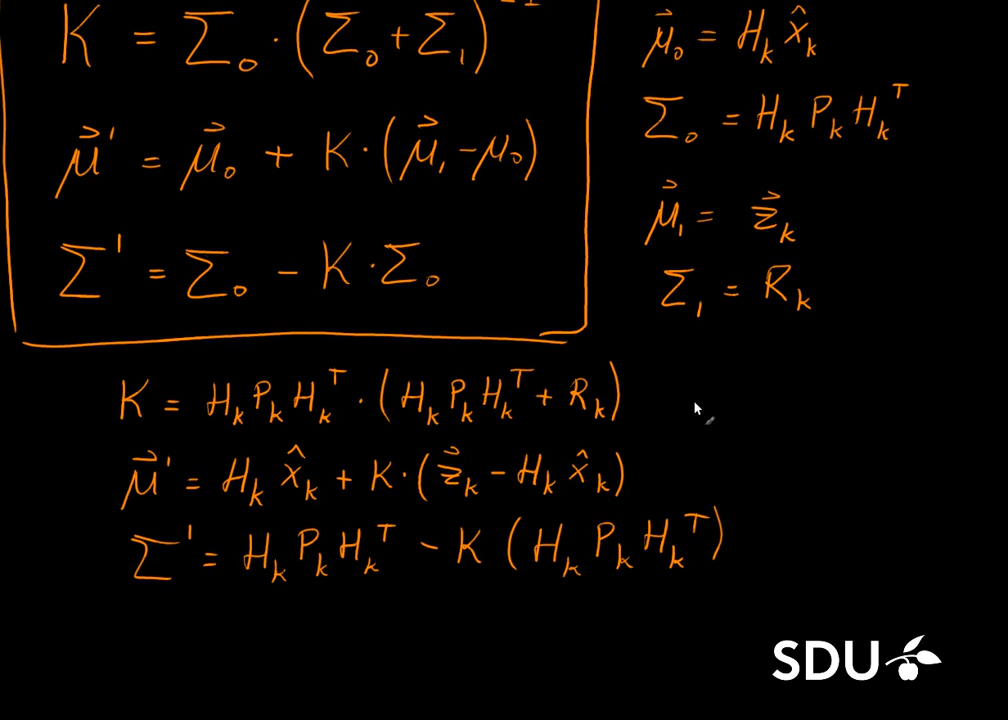 K = Σ₀ · (Σ₀ + Σ₁)⁻¹
μ⃗' = μ⃗₀ + K · (μ⃗₁ - μ₀)
Σ' = Σ₀ - K · Σ₀
μ⃗₀ = Hₖ x̂ₖ
Σ₀ = Hₖ Pₖ Hₖᵀ
μ⃗₁ = z⃗ₖ
Σ₁ = Rₖ
K = Hₖ Pₖ Hₖᵀ · (Hₖ Pₖ Hₖᵀ + Rₖ)
μ⃗' = Hₖ x̂ₖ + K · (z⃗ₖ - Hₖ x̂ₖ)
Σ' = Hₖ Pₖ Hₖᵀ - K (Hₖ Pₖ Hₖᵀ)
SDU